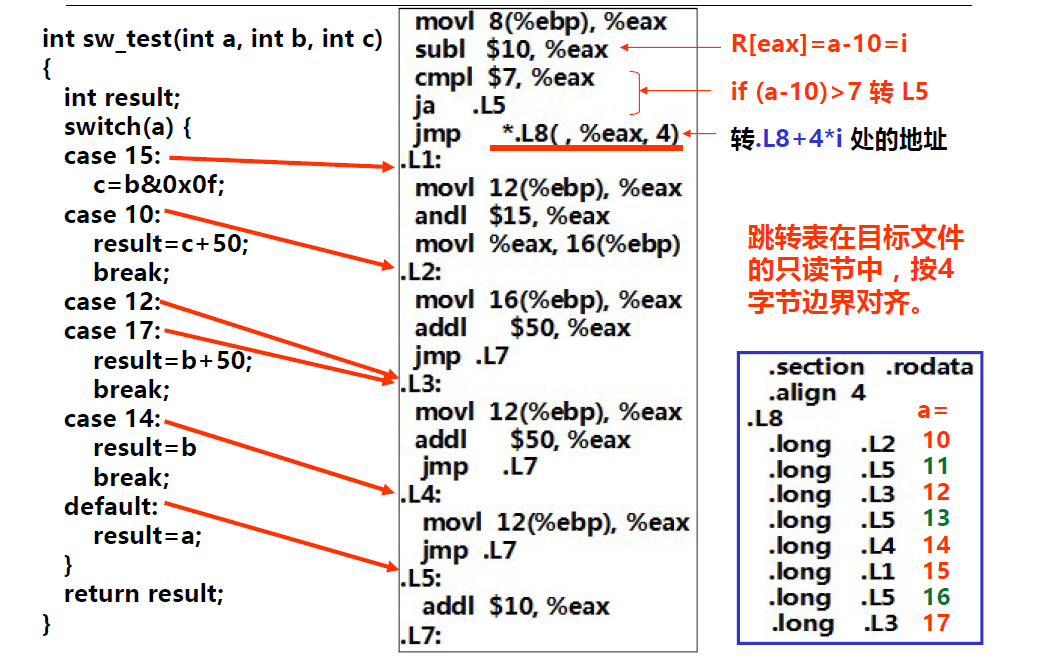 int sw_test(int a, int b, int c)
{
int result;
switch(a) {
case 15:
c=b&0x0f;
case 10:
result=c+50;
break;
case 12:
case 17:
result=b+50;
break;
case 14:
result=b
break;
default:
result=a;
}
return result;
}
movl 8(%ebp), %eax
subl $10, %eax
cmpl $7, %eax
ja .L5
jmp *.L8( , %eax, 4)
.L1:
movl 12(%ebp), %eax
andl $15, %eax
movl %eax, 16(%ebp)
.L2:
movl 16(%ebp), %eax
addl $50, %eax
jmp .L7
.L3:
movl 12(%ebp), %eax
addl $50, %eax
jmp .L7
.L4:
movl 12(%ebp), %eax
jmp .L7
.L5:
addl $10, %eax
.L7:
R[eax]=a-10=i
if (a-10)>7 转 L5
转.L8+4*i 处的地址
跳转表在目标文件
的只读节中，按4
字节边界对齐。
.section .rodata
.align 4
.L8 a=
.long .L2 10
.long .L5 11
.long .L3 12
.long .L5 13
.long .L4 14
.long .L1 15
.long .L5 16
.long .L3 17